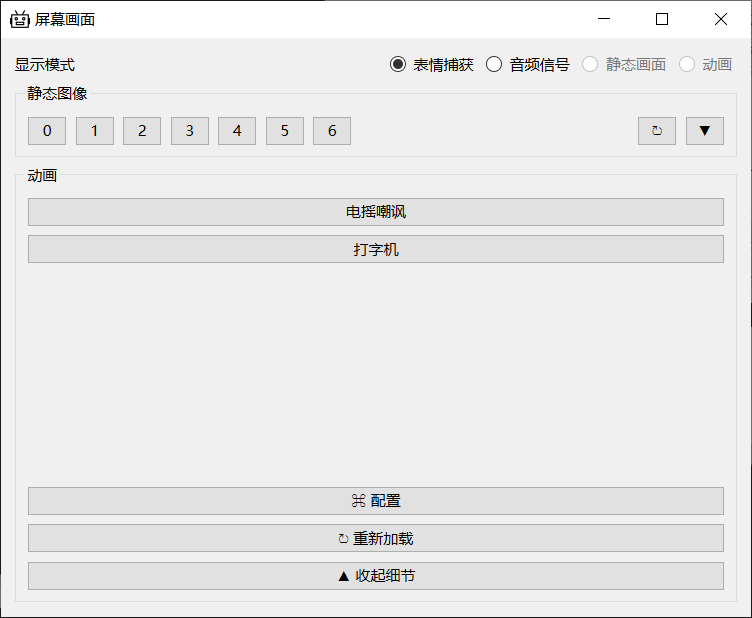 屏幕画面
显示模式 表情捕获 音频信号 静态画面 动画
静态图像
0 1 2 3 4 5 6 ↻ ▼
动画
电摇嘲讽
打字机
⌘ 配置
↻ 重新加载
▲ 收起细节